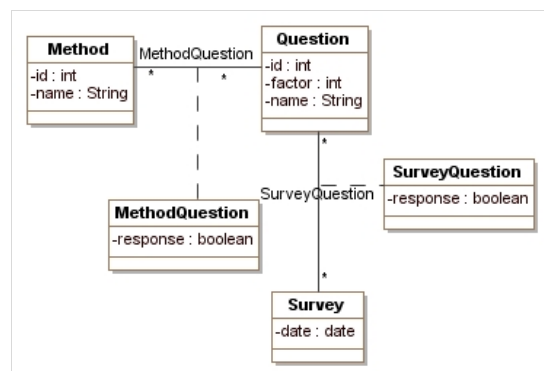 Method
-id : int
-name : String
MethodQuestion
*
*
Question
-id : int
-factor : int
-name : String
*
MethodQuestion
-response : boolean
SurveyQuestion
SurveyQuestion
-response : boolean
*
Survey
-date : date